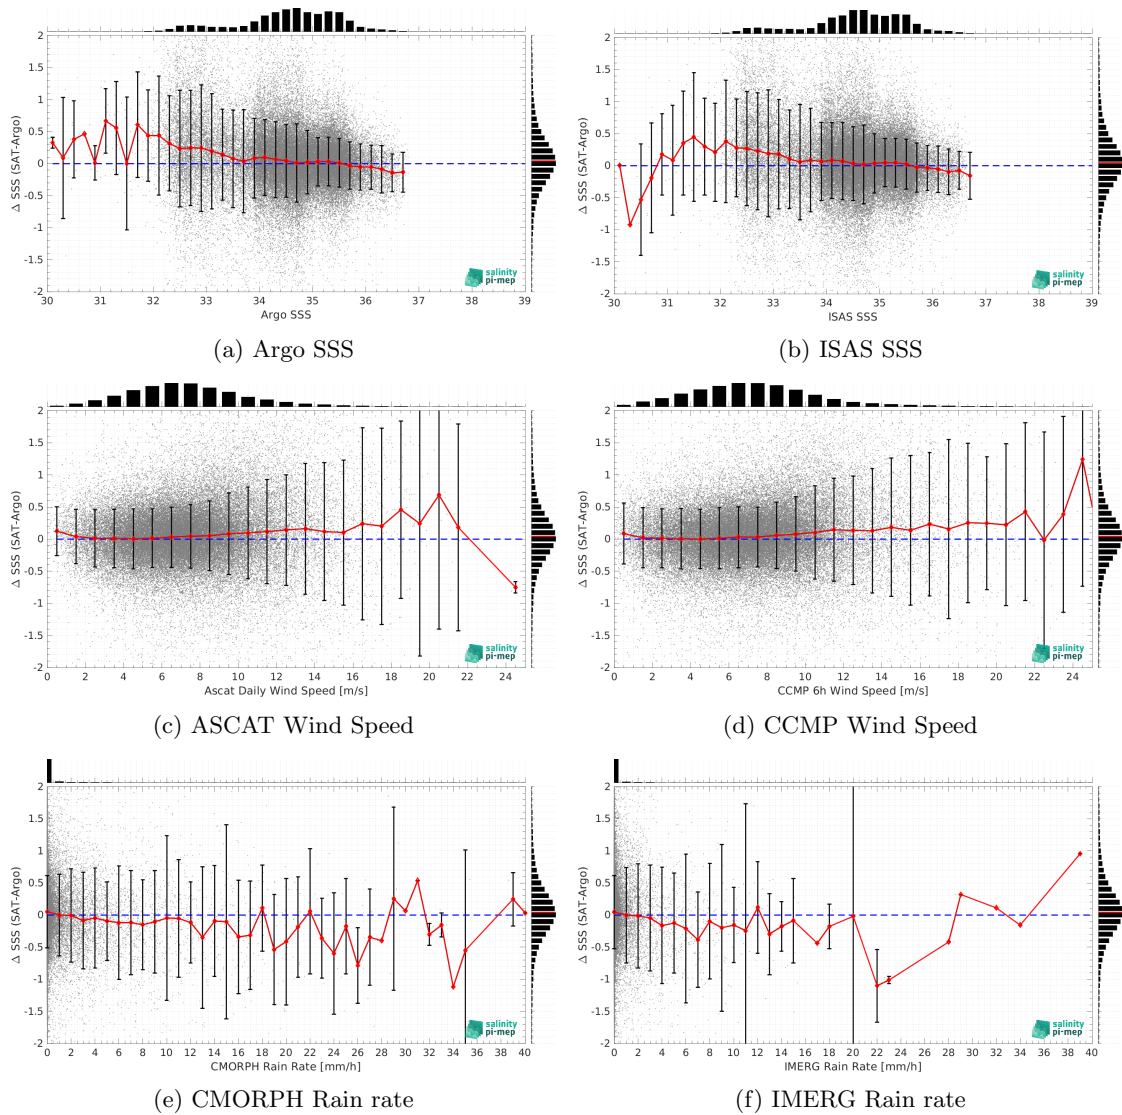 2
1.5
1
0.5
0
-0.5
-1
-1.5
-2
Δ SSS (SAT-Argo)
30 31 32 33 34 35 36 37 38 39
Argo SSS
salinity
pi-mep
(a) Argo SSS
2
1.5
1
0.5
0
-0.5
-1
-1.5
-2
Δ SSS (SAT-Argo)
30 31 32 33 34 35 36 37 38 39
ISAS SSS
salinity
pi-mep
(b) ISAS SSS
2
1.5
1
0.5
0
-0.5
-1
-1.5
-2
Δ SSS (SAT-Argo)
0 2 4 6 8 10 12 14 16 18 20 22 24
Ascat Daily Wind Speed [m/s]
salinity
pi-mep
(c) ASCAT Wind Speed
2
1.5
1
0.5
0
-0.5
-1
-1.5
-2
Δ SSS (SAT-Argo)
0 2 4 6 8 10 12 14 16 18 20 22 24
CCMP 6h Wind Speed [m/s]
salinity
pi-mep
(d) CCMP Wind Speed
2
1.5
1
0.5
0
-0.5
-1
-1.5
-2
Δ SSS (SAT-Argo)
0 2 4 6 8 10 12 14 16 18 20 22 24 26 28 30 32 34 36 38 40
CMORPH Rain Rate [mm/h]
salinity
pi-mep
(e) CMORPH Rain rate
2
1.5
1
0.5
0
-0.5
-1
-1.5
-2
Δ SSS (SAT-Argo)
0 2 4 6 8 10 12 14 16 18 20 22 24 26 28 30 32 34 36 38 40
IMERG Rain Rate [mm/h]
salinity
pi-mep
(f) IMERG Rain rate